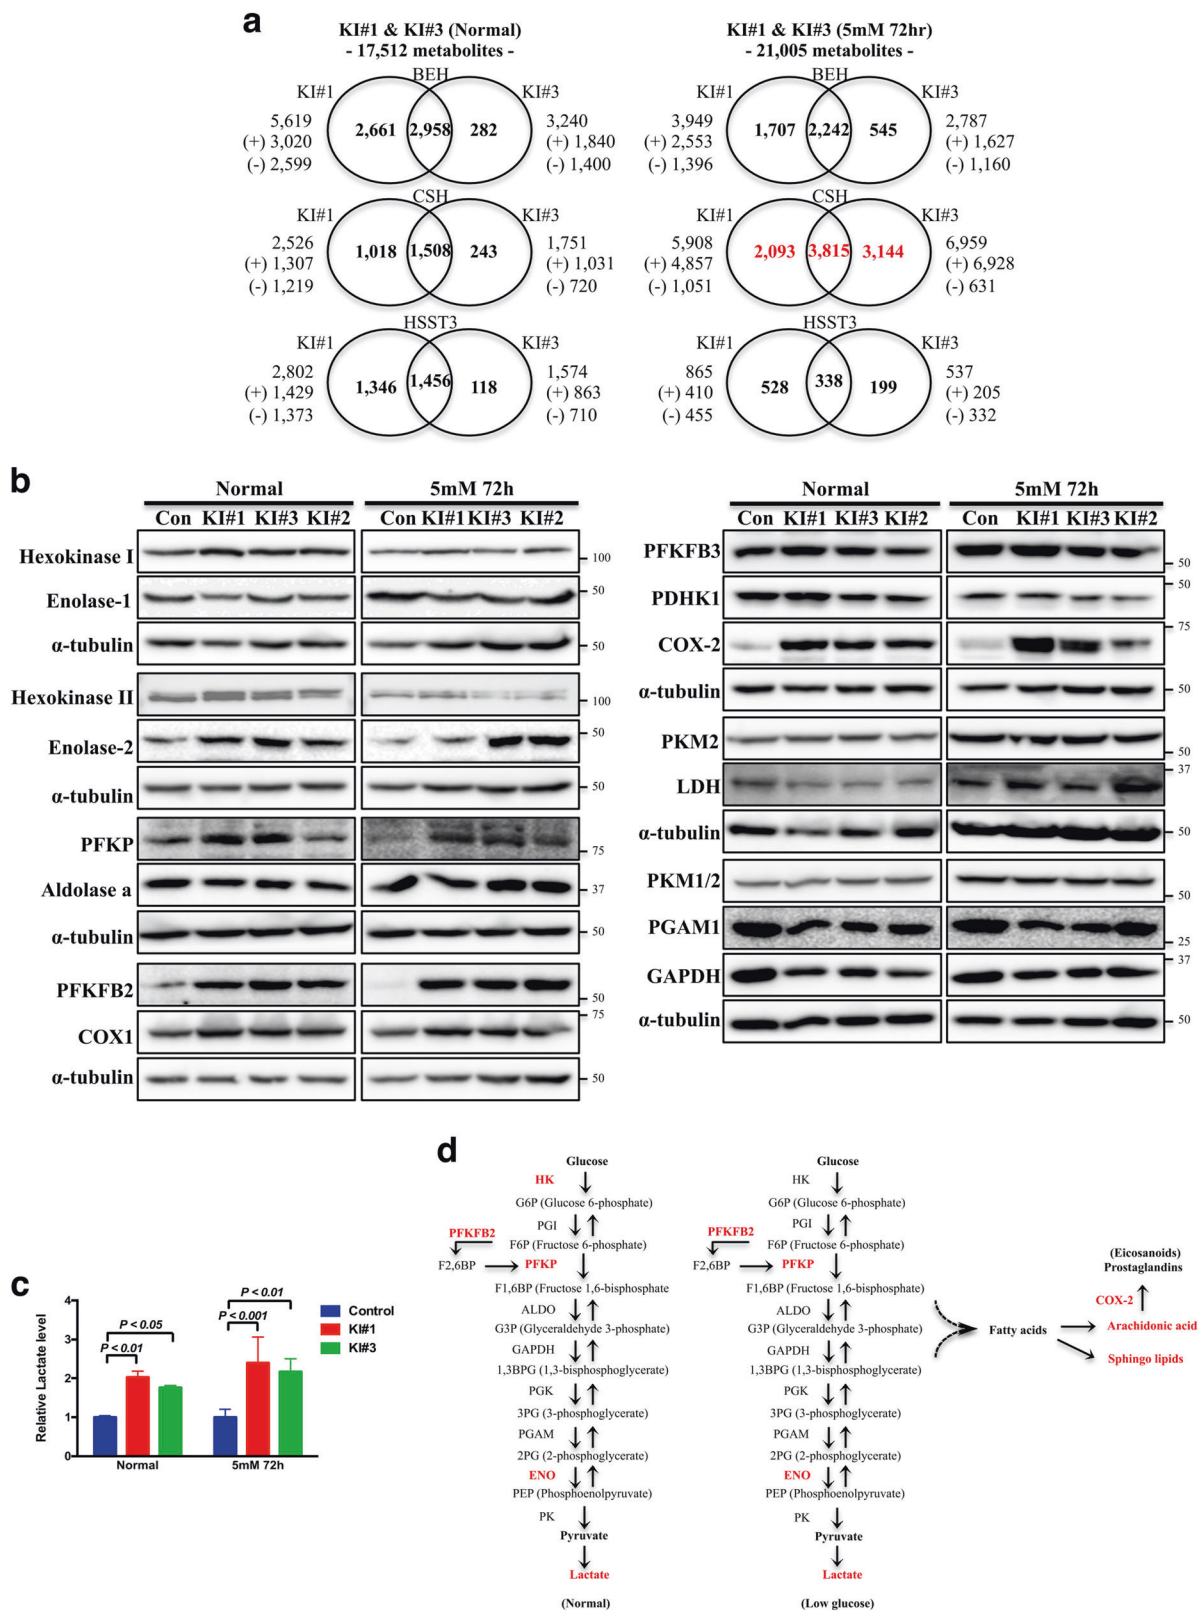 a
KI#1 & KI#3 (Normal)
- 17,512 metabolites -
BEH
KI#1
KI#3
5,619
(+) 3,020
(-) 2,599
2,661
2,958
282
3,240
(+) 1,840
(-) 1,400
CSH
KI#1
KI#3
2,526
(+) 1,307
(-) 1,219
1,018
1,508
243
1,751
(+) 1,031
(-) 720
HSST3
KI#1
KI#3
2,802
(+) 1,429
(-) 1,373
1,346
1,456
118
1,574
(+) 863
(-) 710
KI#1 & KI#3 (5mM 72hr)
- 21,005 metabolites -
BEH
KI#1
KI#3
3,949
(+) 2,553
(-) 1,396
1,707
2,242
545
2,787
(+) 1,627
(-) 1,160
CSH
KI#1
KI#3
5,908
(+) 4,857
(-) 1,051
2,093
3,815
3,144
6,959
(+) 6,928
(-) 631
HSST3
KI#1
KI#3
865
(+) 410
(-) 455
528
338
199
537
(+) 205
(-) 332
b
Normal 5mM 72h
Con KI#1 KI#3 KI#2 Con KI#1 KI#3 KI#2
Hexokinase I 100
Enolase-1 50
α-tubulin 50
Hexokinase II 100
Enolase-2 50
α-tubulin 50
PFKP 75
Aldolase a 37
α-tubulin 50
PFKFB2 50
COX1 75
α-tubulin 50
Normal 5mM 72h
Con KI#1 KI#3 KI#2 Con KI#1 KI#3 KI#2
PFKFB3 50
PDHK1 50
COX-2 75
α-tubulin 50
PKM2 50
LDH 37
α-tubulin 50
PKM1/2 50
PGAM1 25
GAPDH 37
α-tubulin 50
c
Relative Lactate level
4
3
2
1
0
P < 0.05
P < 0.01
P < 0.01
P < 0.001
Normal
5mM 72h
Control
KI#1
KI#3
d
Glucose
HK
G6P (Glucose 6-phosphate)
PGI
PFKFB2
F6P (Fructose 6-phosphate)
F2,6BP
PFKP
F1,6BP (Fructose 1,6-bisphosphate
ALDO
G3P (Glyceraldehyde 3-phosphate)
GAPDH
1,3BPG (1,3-bisphosphoglycerate)
PGK
3PG (3-phosphoglycerate)
PGAM
2PG (2-phosphoglycerate)
ENO
PEP (Phosphoenolpyruvate)
PK
Pyruvate
Lactate
(Normal)
Glucose
HK
G6P (Glucose 6-phosphate)
PGI
PFKFB2
F6P (Fructose 6-phosphate)
F2,6BP
PFKP
F1,6BP (Fructose 1,6-bisphosphate)
ALDO
G3P (Glyceraldehyde 3-phosphate)
GAPDH
1,3BPG (1,3-bisphosphoglycerate)
PGK
3PG (3-phosphoglycerate)
PGAM
2PG (2-phosphoglycerate)
ENO
PEP (Phosphoenolpyruvate)
PK
Pyruvate
Lactate
(Low glucose)
Fatty acids
(Eicosanoids)
Prostaglandins
COX-2
Arachidonic acid
Sphingo lipids